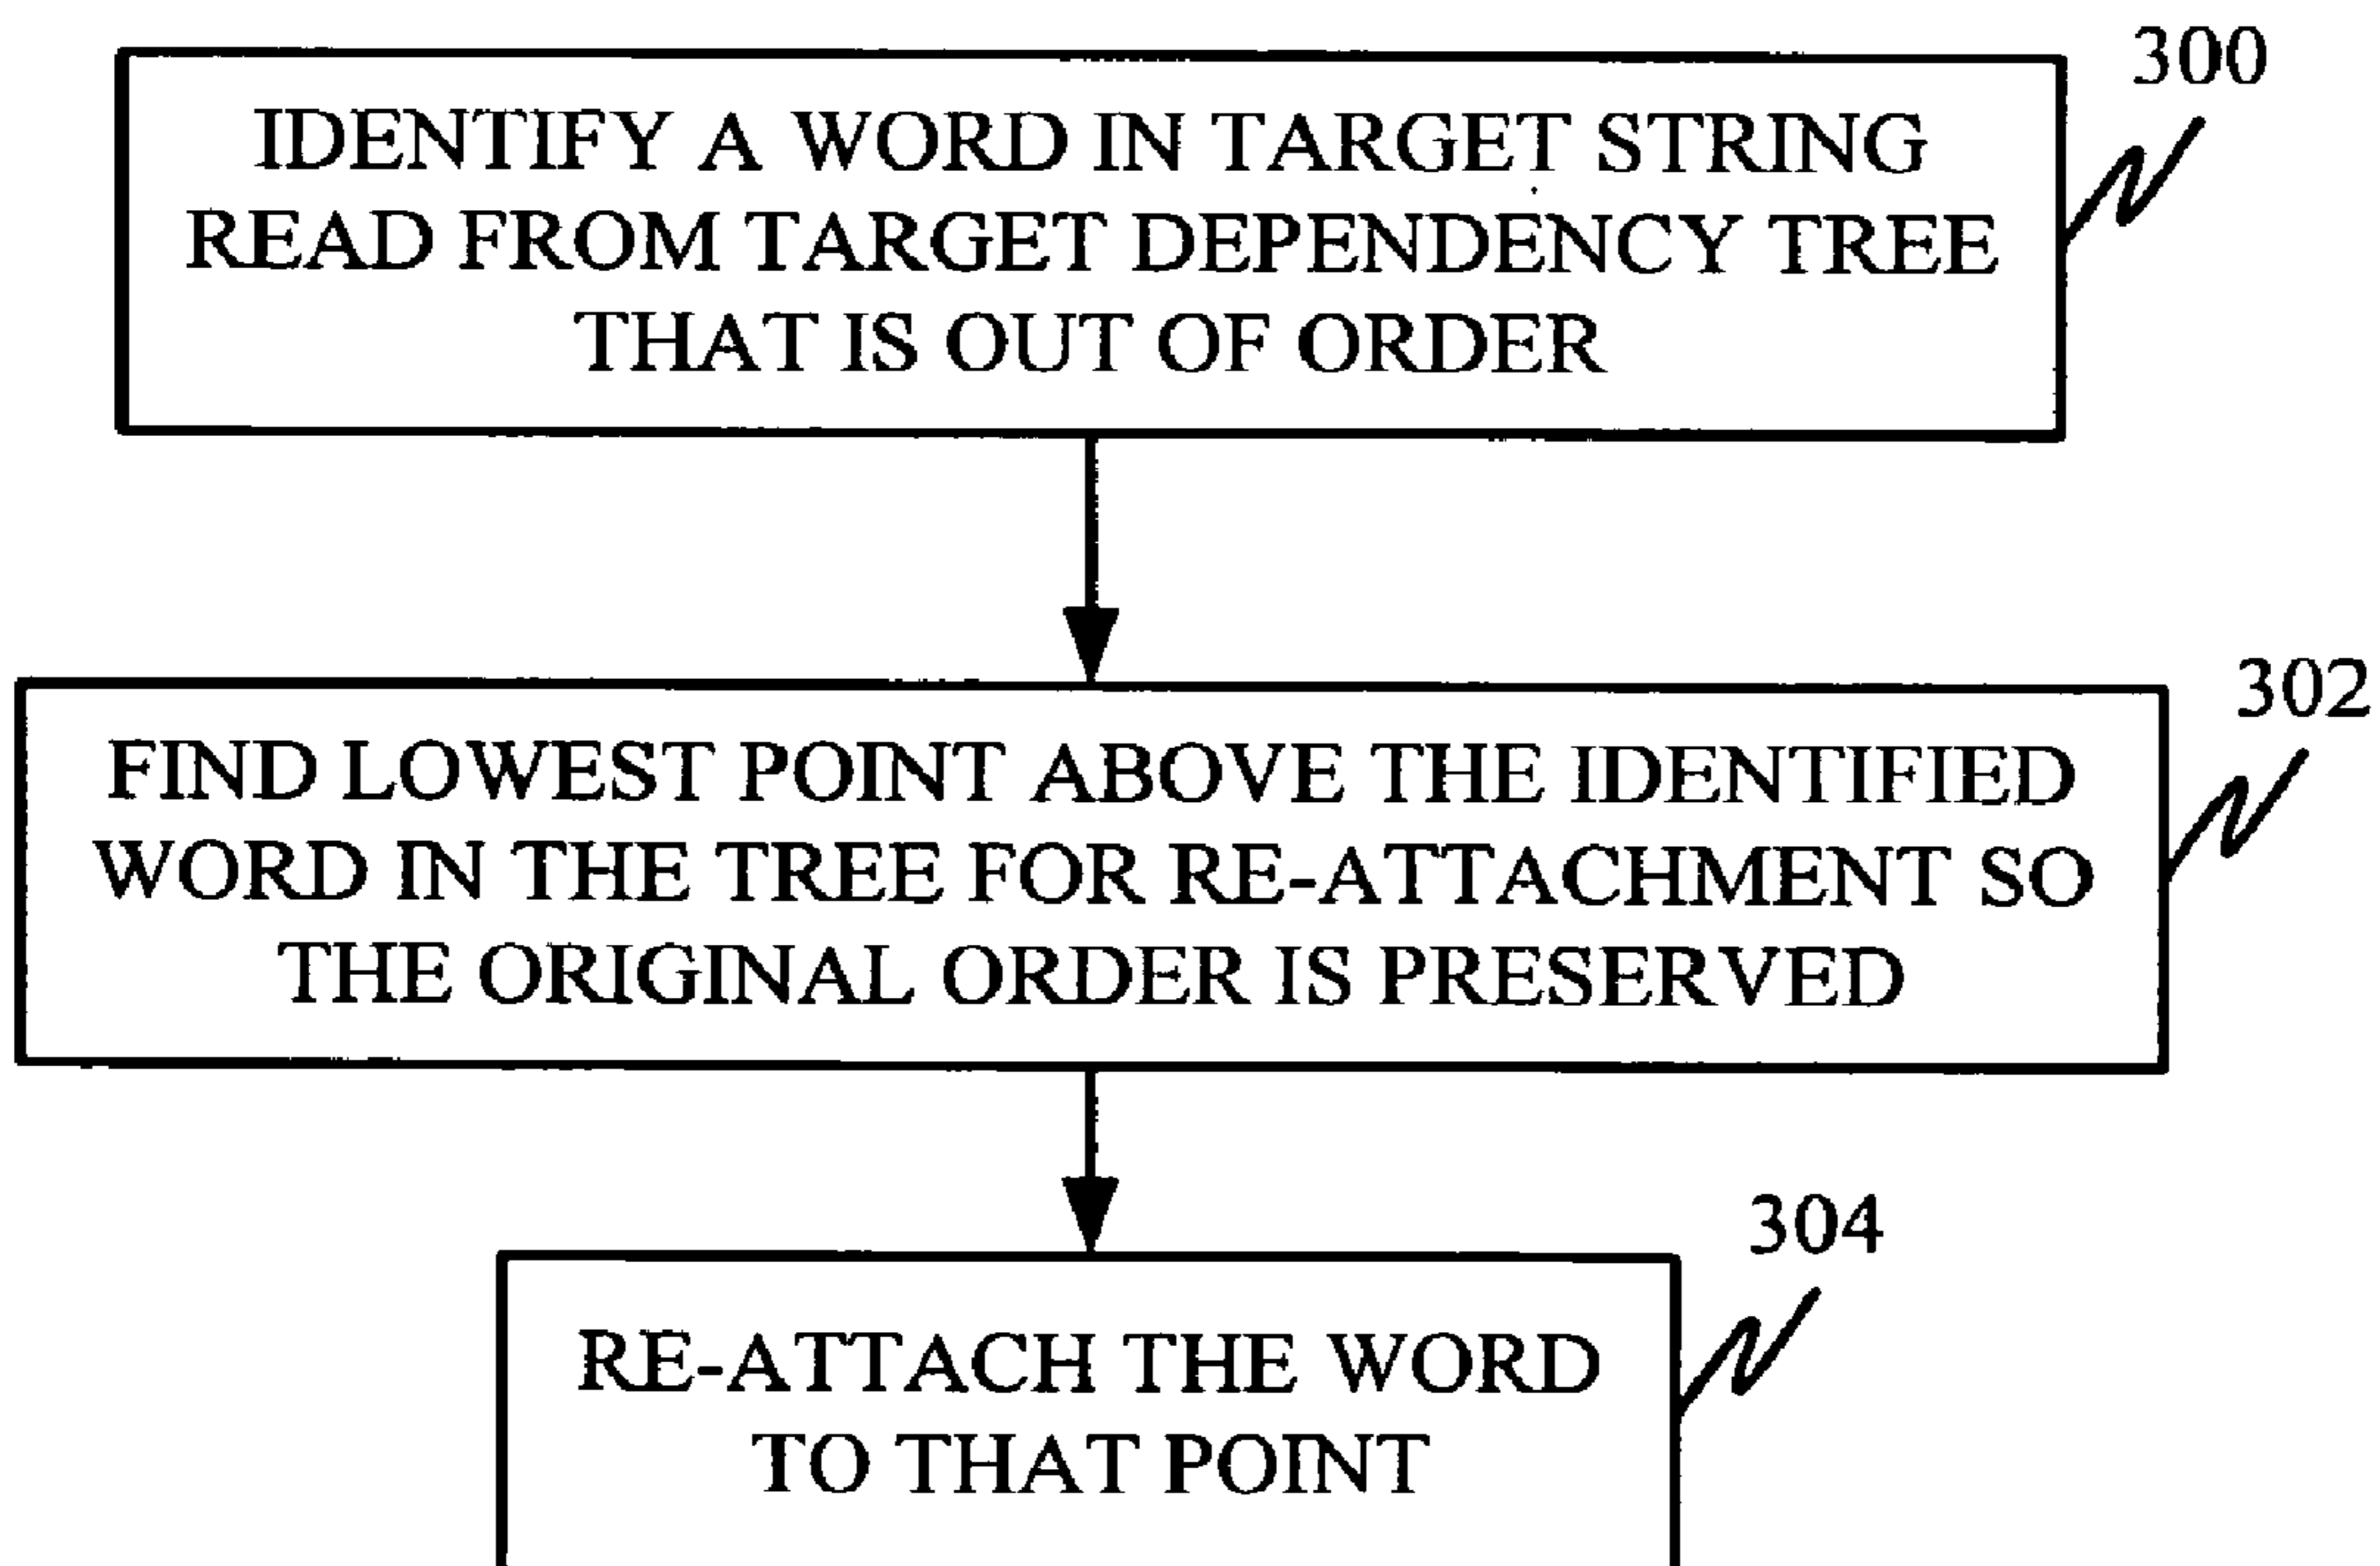 300
IDENTIFY A WORD IN TARGET STRING
READ FROM TARGET DEPENDENCY TREE
THAT IS OUT OF ORDER
302
FIND LOWEST POINT ABOVE THE IDENTIFIED
WORD IN THE TREE FOR RE-ATTACHMENT SO
THE ORIGINAL ORDER IS PRESERVED
304
RE-ATTACH THE WORD
TO THAT POINT